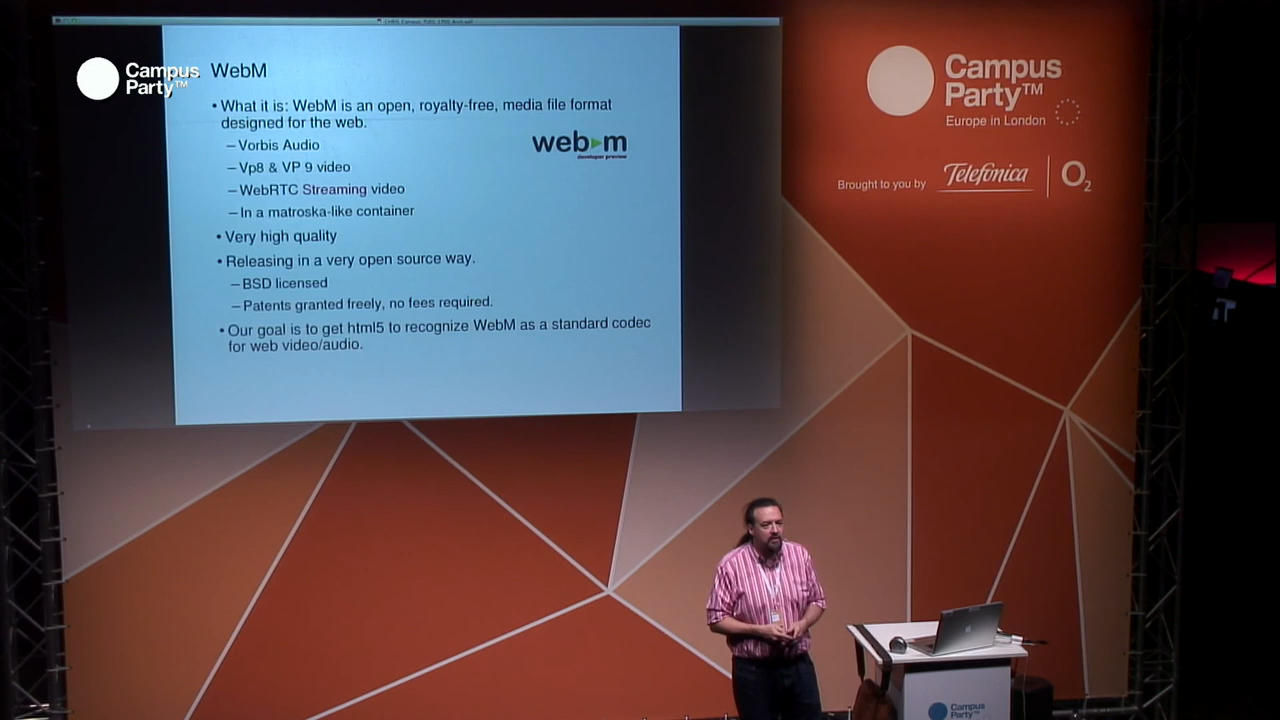 Campus
Party™
WebM
• What it is: WebM is an open, royalty-free, media file format
designed for the web.
– Vorbis Audio
– Vp8 & VP 9 video
– WebRTC Streaming video
– In a matroska-like container
• Very high quality
• Releasing in a very open source way.
– BSD licensed
– Patents granted freely, no fees required.
• Our goal is to get html5 to recognize WebM as a standard codec
for web video/audio.
webm
developer preview
Campus
Party™
Europe in London
Brought to you by
Telefónica
O2
Campus
Party™